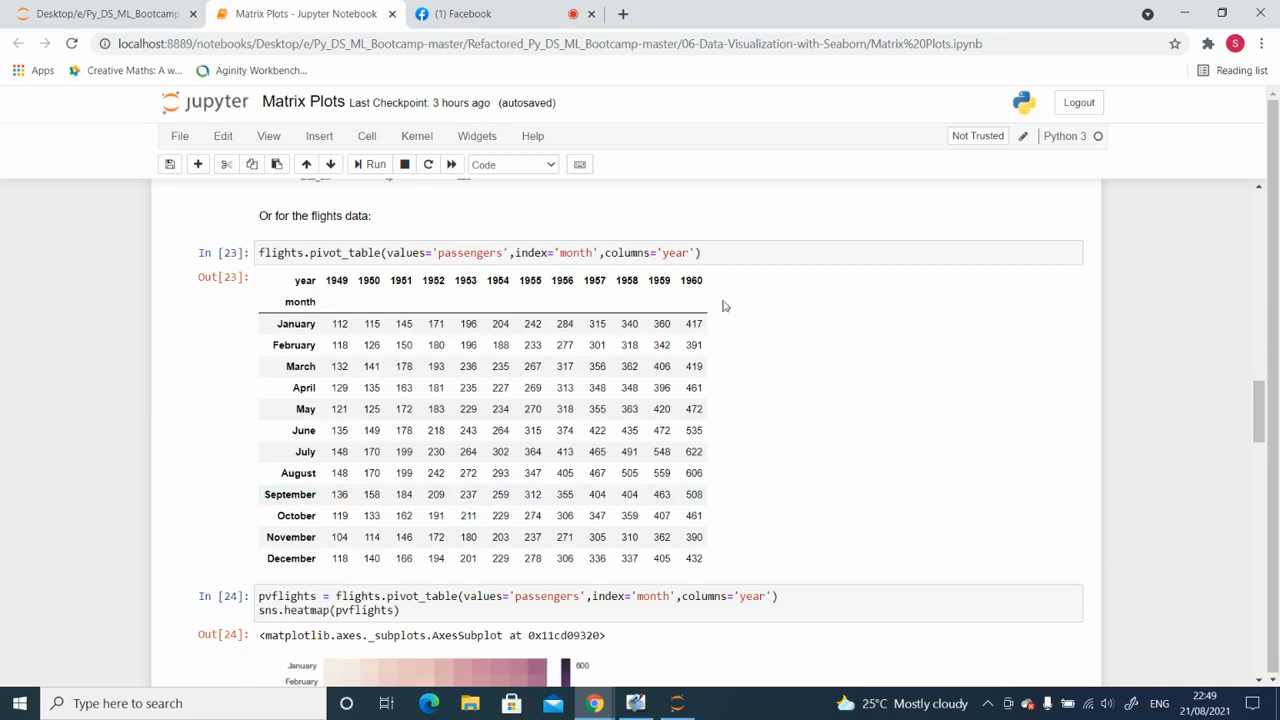 Desktop/e/Py_DS_ML_Bootcamp
Matrix Plots - Jupyter Notebook
(1) Facebook
localhost:8889/notebooks/Desktop/e/Py_DS_ML_Bootcamp-master/Refactored_Py_DS_ML_Bootcamp-master/06-Data-Visualization-with-Seaborn/Matrix%20Plots.ipynb
S
Apps
Creative Maths: A w...
Aginity Workbench...
Reading list
jupyter Matrix Plots Last Checkpoint: 3 hours ago (autosaved)
Logout
File Edit View Insert Cell Kernel Widgets Help
Not Trusted
Python 3
Run
Code
Or for the flights data:
In [23]: flights.pivot_table(values='passengers',index='month',columns='year')
Out[23]:
year 1949 1950 1951 1952 1953 1954 1955 1956 1957 1958 1959 1960
month
January 112 115 145 171 196 204 242 284 315 340 360 417
February 118 126 150 180 196 188 233 277 301 318 342 391
March 132 141 178 193 236 235 267 317 356 362 406 419
April 129 135 163 181 235 227 269 313 348 348 396 461
May 121 125 172 183 229 234 270 318 355 363 420 472
June 135 149 178 218 243 264 315 374 422 435 472 535
July 148 170 199 230 264 302 364 413 465 491 548 622
August 148 170 199 242 272 293 347 405 467 505 559 606
September 136 158 184 209 237 259 312 355 404 404 463 508
October 119 133 162 191 211 229 274 306 347 359 407 461
November 104 114 146 172 180 203 237 271 305 310 362 390
December 118 140 166 194 201 229 278 306 336 337 405 432
In [24]: pvflights = flights.pivot_table(values='passengers',index='month',columns='year')
sns.heatmap(pvflights)
Out[24]: <matplotlib.axes._subplots.AxesSubplot at 0x11cd09320>
January
600
February
Type here to search
25°C Mostly cloudy
ENG
22:49
21/08/2021